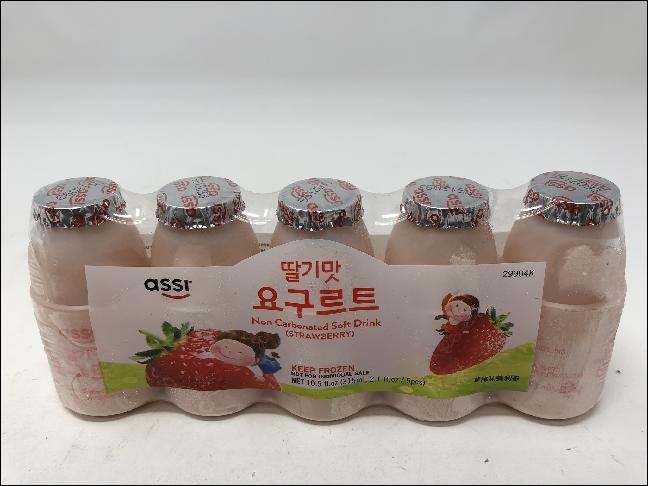 assi
딸기맛
29904K
요구르트
Non Carbonated Soft Drink
(STRAWBERRY)
KEEP FROZEN
NOT FOR INDIVIDUAL SALE
NET 10.5 fl.oz (315mL, 2.1 fl.oz / 5pcs)